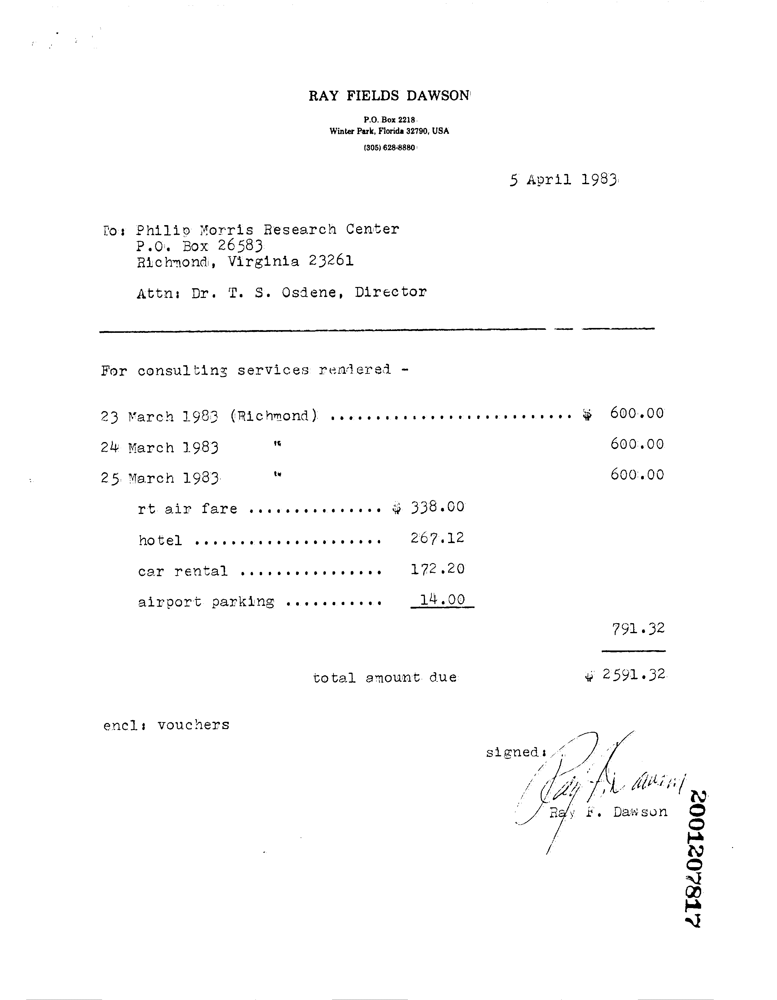 RAY FIELDS DAWSON
P.O. Box 2218
Winter Park, Florida 32790, USA
(305) 628-8880
5 April 1983
To: Philip Morris Research Center
P.O. Box 26583
Richmond, Virginia 23261
Attn: Dr. T. S. Osdene, Director
For consulting services rendered -
23 March 1983 (Richmond) ........................... $ 600.00
24 March 1983 " 600.00
25 March 1983 " 600.00
rt air fare ............... $ 338.00
hotel ..................... 267.12
car rental ................ 172.20
airport parking ........... 14.00
791.32
total amount due $ 2591.32
encl: vouchers
signed: Ray F. Dawson
Ray F. Dawson
2001207817